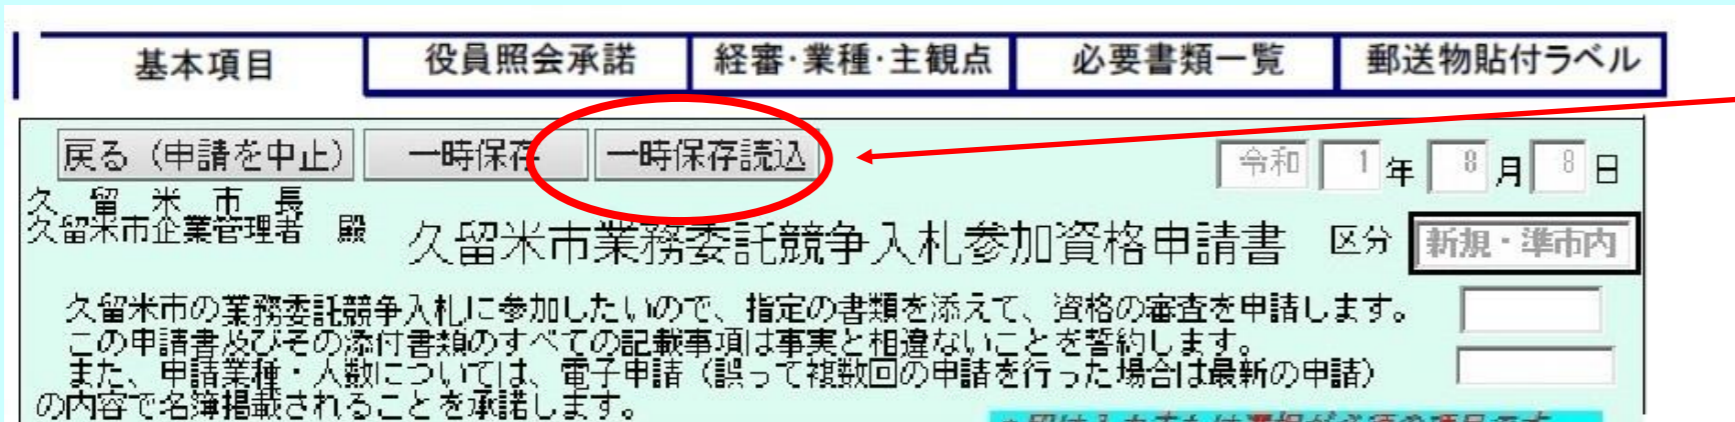 基本項目 役員照会承諾 経審・業種・主観点 必要書類一覧 郵送物貼付ラベル
戻る（申請を中止） 一時保存 一時保存読込 令和 1 年 8 月 8 日
久 留 米 市 長
久留米市企業管理者 殿
久留米市業務委託競争入札参加資格申請書 区分 新規・準市内
久留米市の業務委託競争入札に参加したいので、指定の書類を添えて、資格の審査を申請します。
この申請書及びその添付書類のすべての記載事項は事実と相違ないことを誓約します。
また、申請業種・人数については、電子申請（誤って複数回の申請を行った場合は最新の申請）
の内容で名簿掲載されることを承諾します。